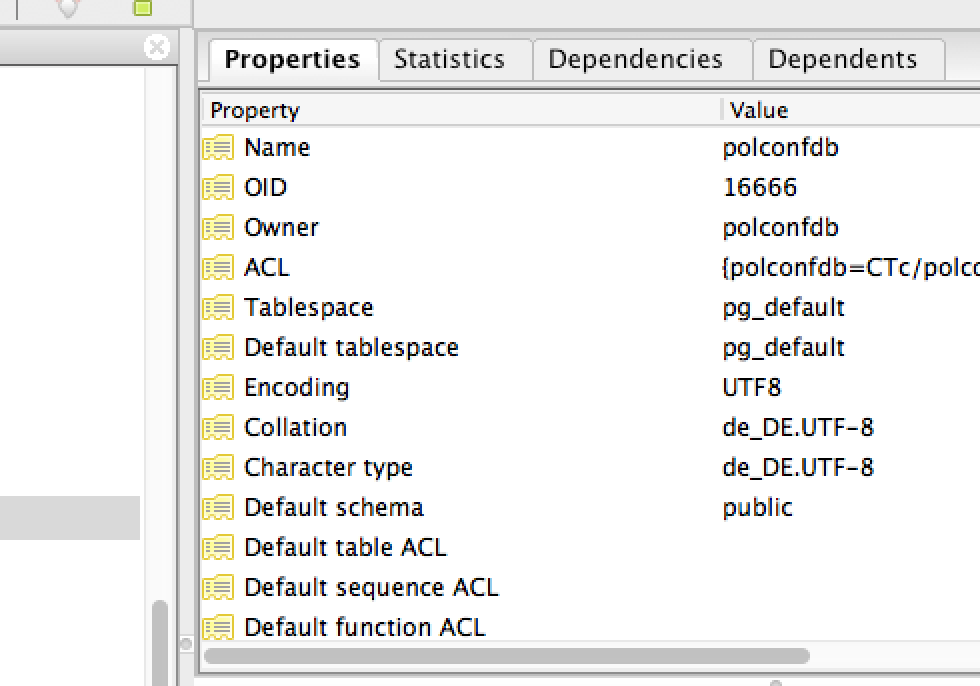 Properties Statistics Dependencies Dependents
Property Value
Name polconfdb
OID 16666
Owner polconfdb
ACL {polconfdb=CTc/polco
Tablespace pg_default
Default tablespace pg_default
Encoding UTF8
Collation de_DE.UTF-8
Character type de_DE.UTF-8
Default schema public
Default table ACL
Default sequence ACL
Default function ACL